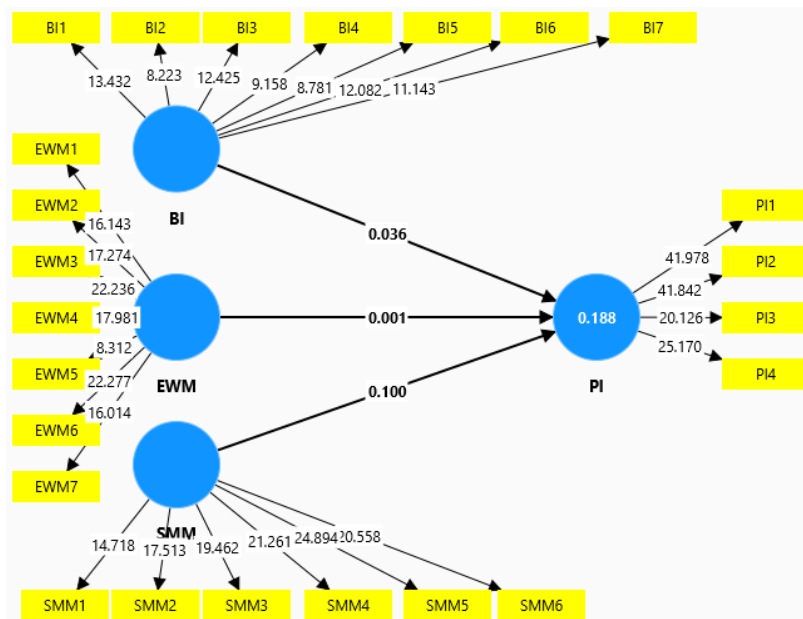 BI1 BI2 BI3 BI4 BI5 BI6 BI7
13.432 8.223 12.425 9.158 8.781 12.082 11.143
EWM1
EWM2
BI
16.143
0.036
PI1
EWM3
17.274
41.978
PI2
22.236
41.842
EWM4
17.981
0.001
0.188
20.126
PI3
8.312
25.170
EWM5
22.277
EWM
PI
PI4
16.014
0.100
EWM6
EWM7
SMM
14.718 17.513 19.462 21.261 24.894 20.558
SMM1 SMM2 SMM3 SMM4 SMM5 SMM6